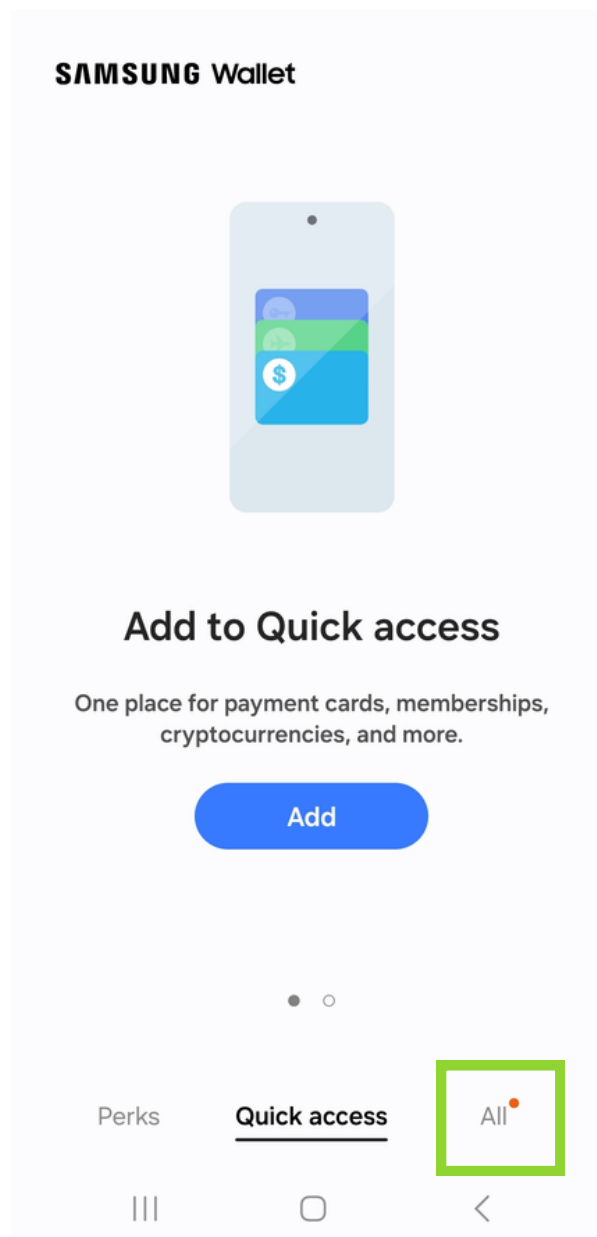 SAMSUNG Wallet
$
Add to Quick access
One place for payment cards, memberships,
cryptocurrencies, and more.
Add
Perks Quick access All